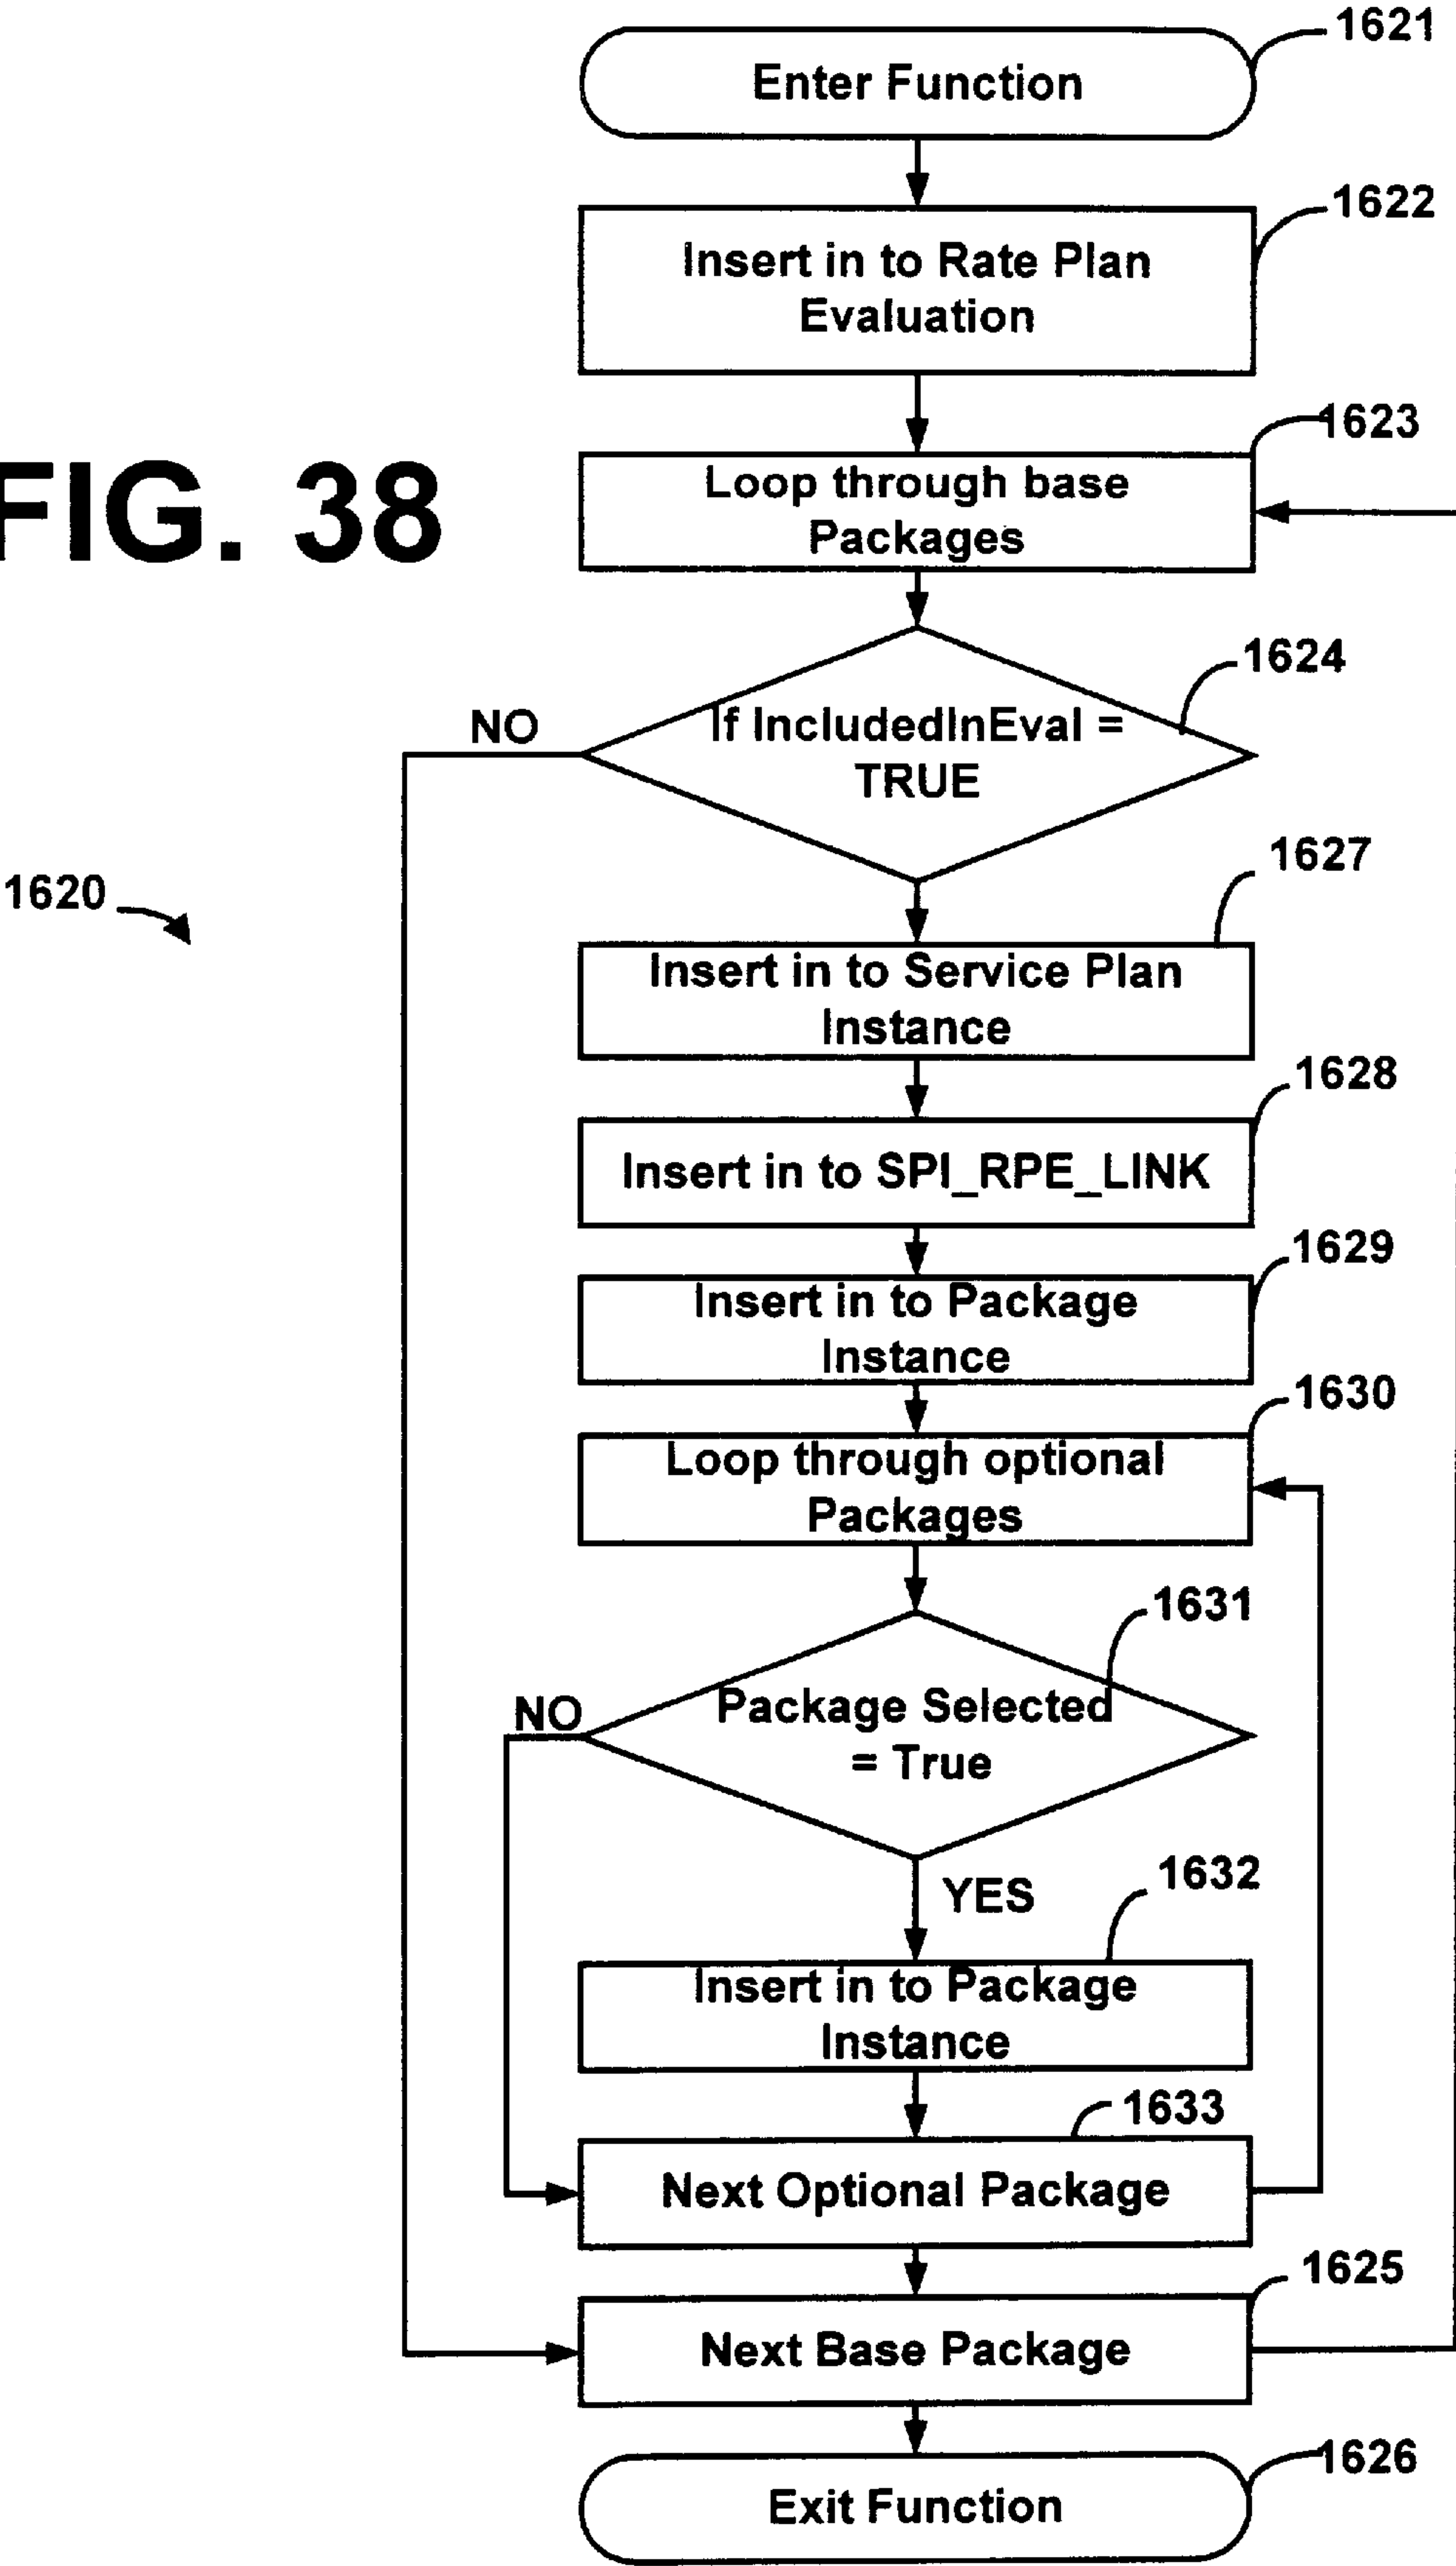 1621
Enter Function
1622
Insert in to Rate Plan
Evaluation
1623
Loop through base
Packages
FIG. 38
1624
NO
If IncludedInEval =
TRUE
1627
1620
Insert in to Service Plan
Instance
1628
Insert in to SPI_RPE_LINK
1629
Insert in to Package
Instance
1630
Loop through optional
Packages
1631
NO
Package Selected
= True
YES
1632
Insert in to Package
Instance
1633
Next Optional Package
1625
Next Base Package
1626
Exit Function